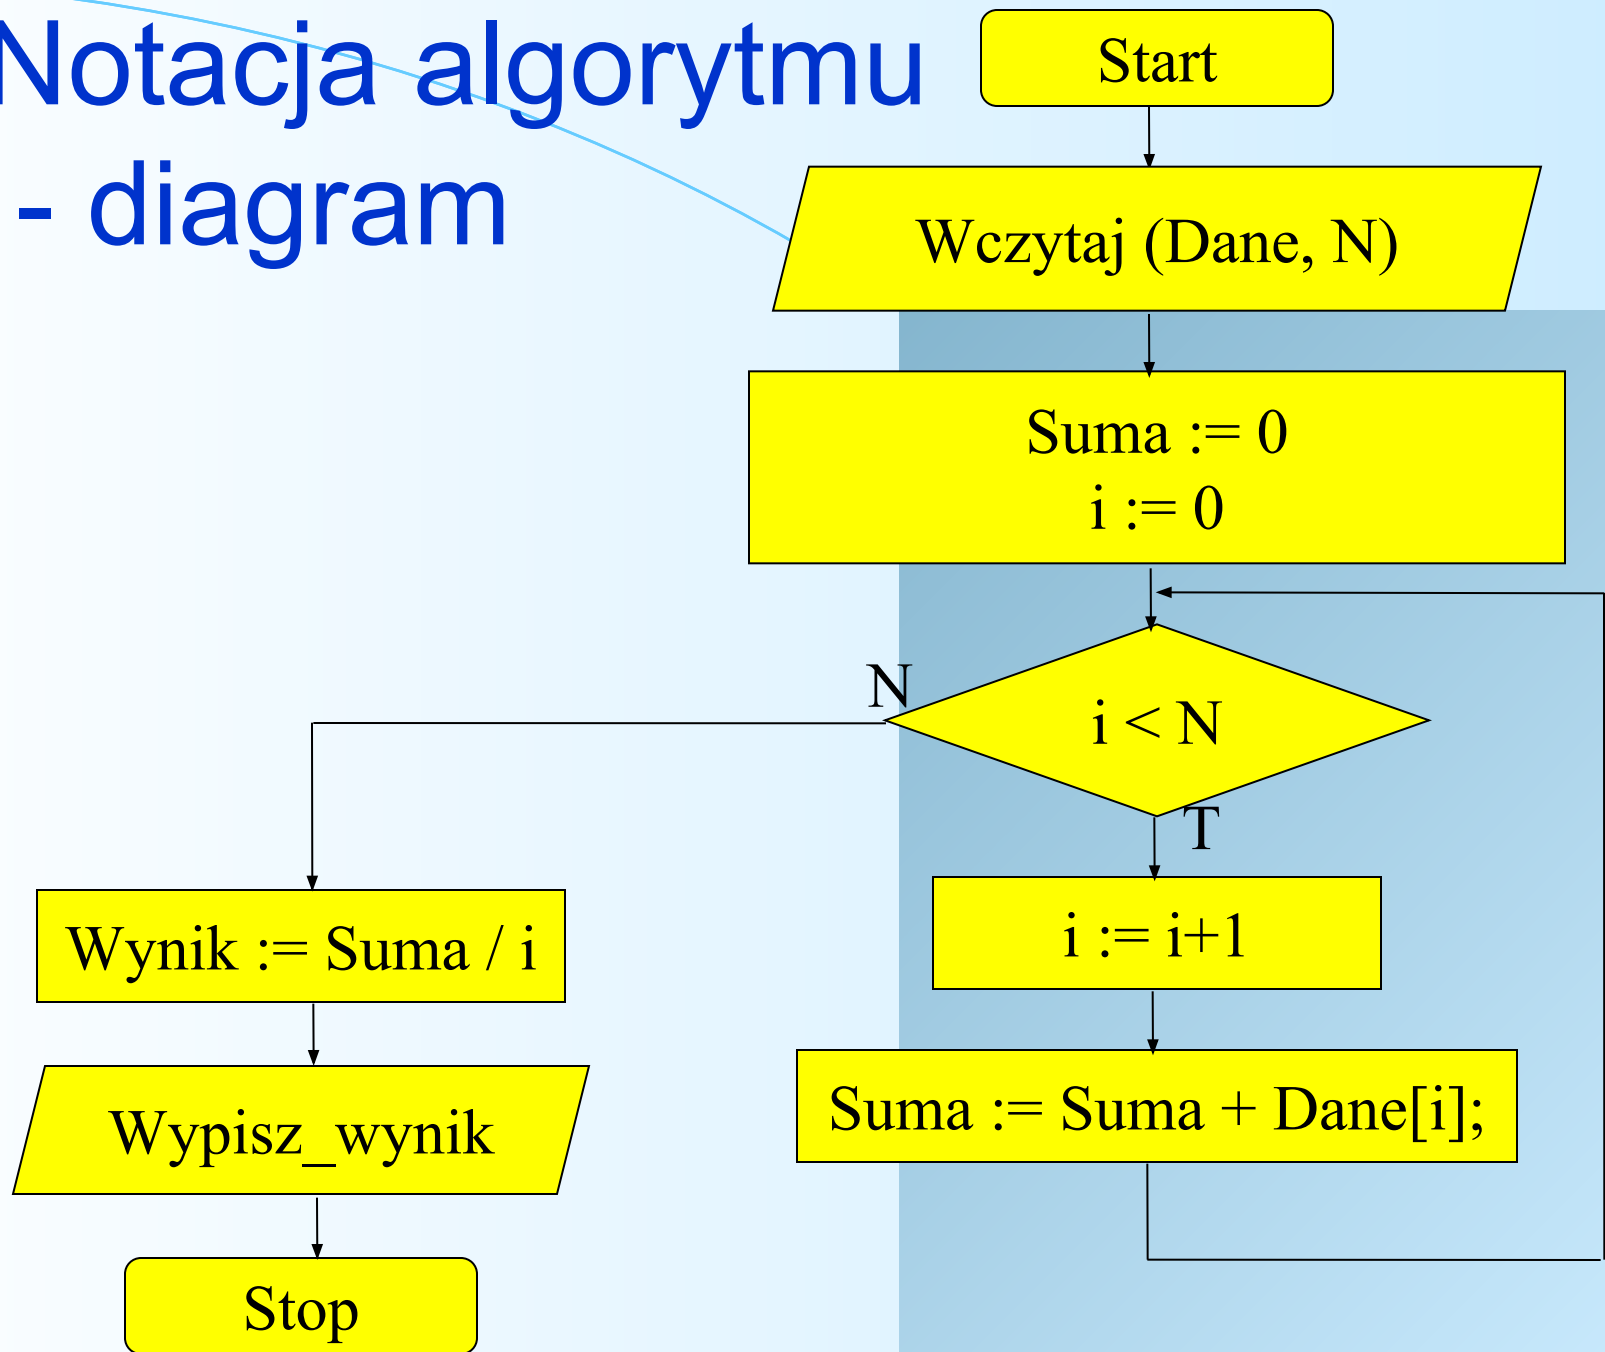 Notacja algorytmu
- diagram
Start
Wczytaj (Dane, N)
Suma := 0
i := 0
N
i < N
T
i := i+1
Suma := Suma + Dane[i];
Wynik := Suma / i
Wypisz_wynik
Stop